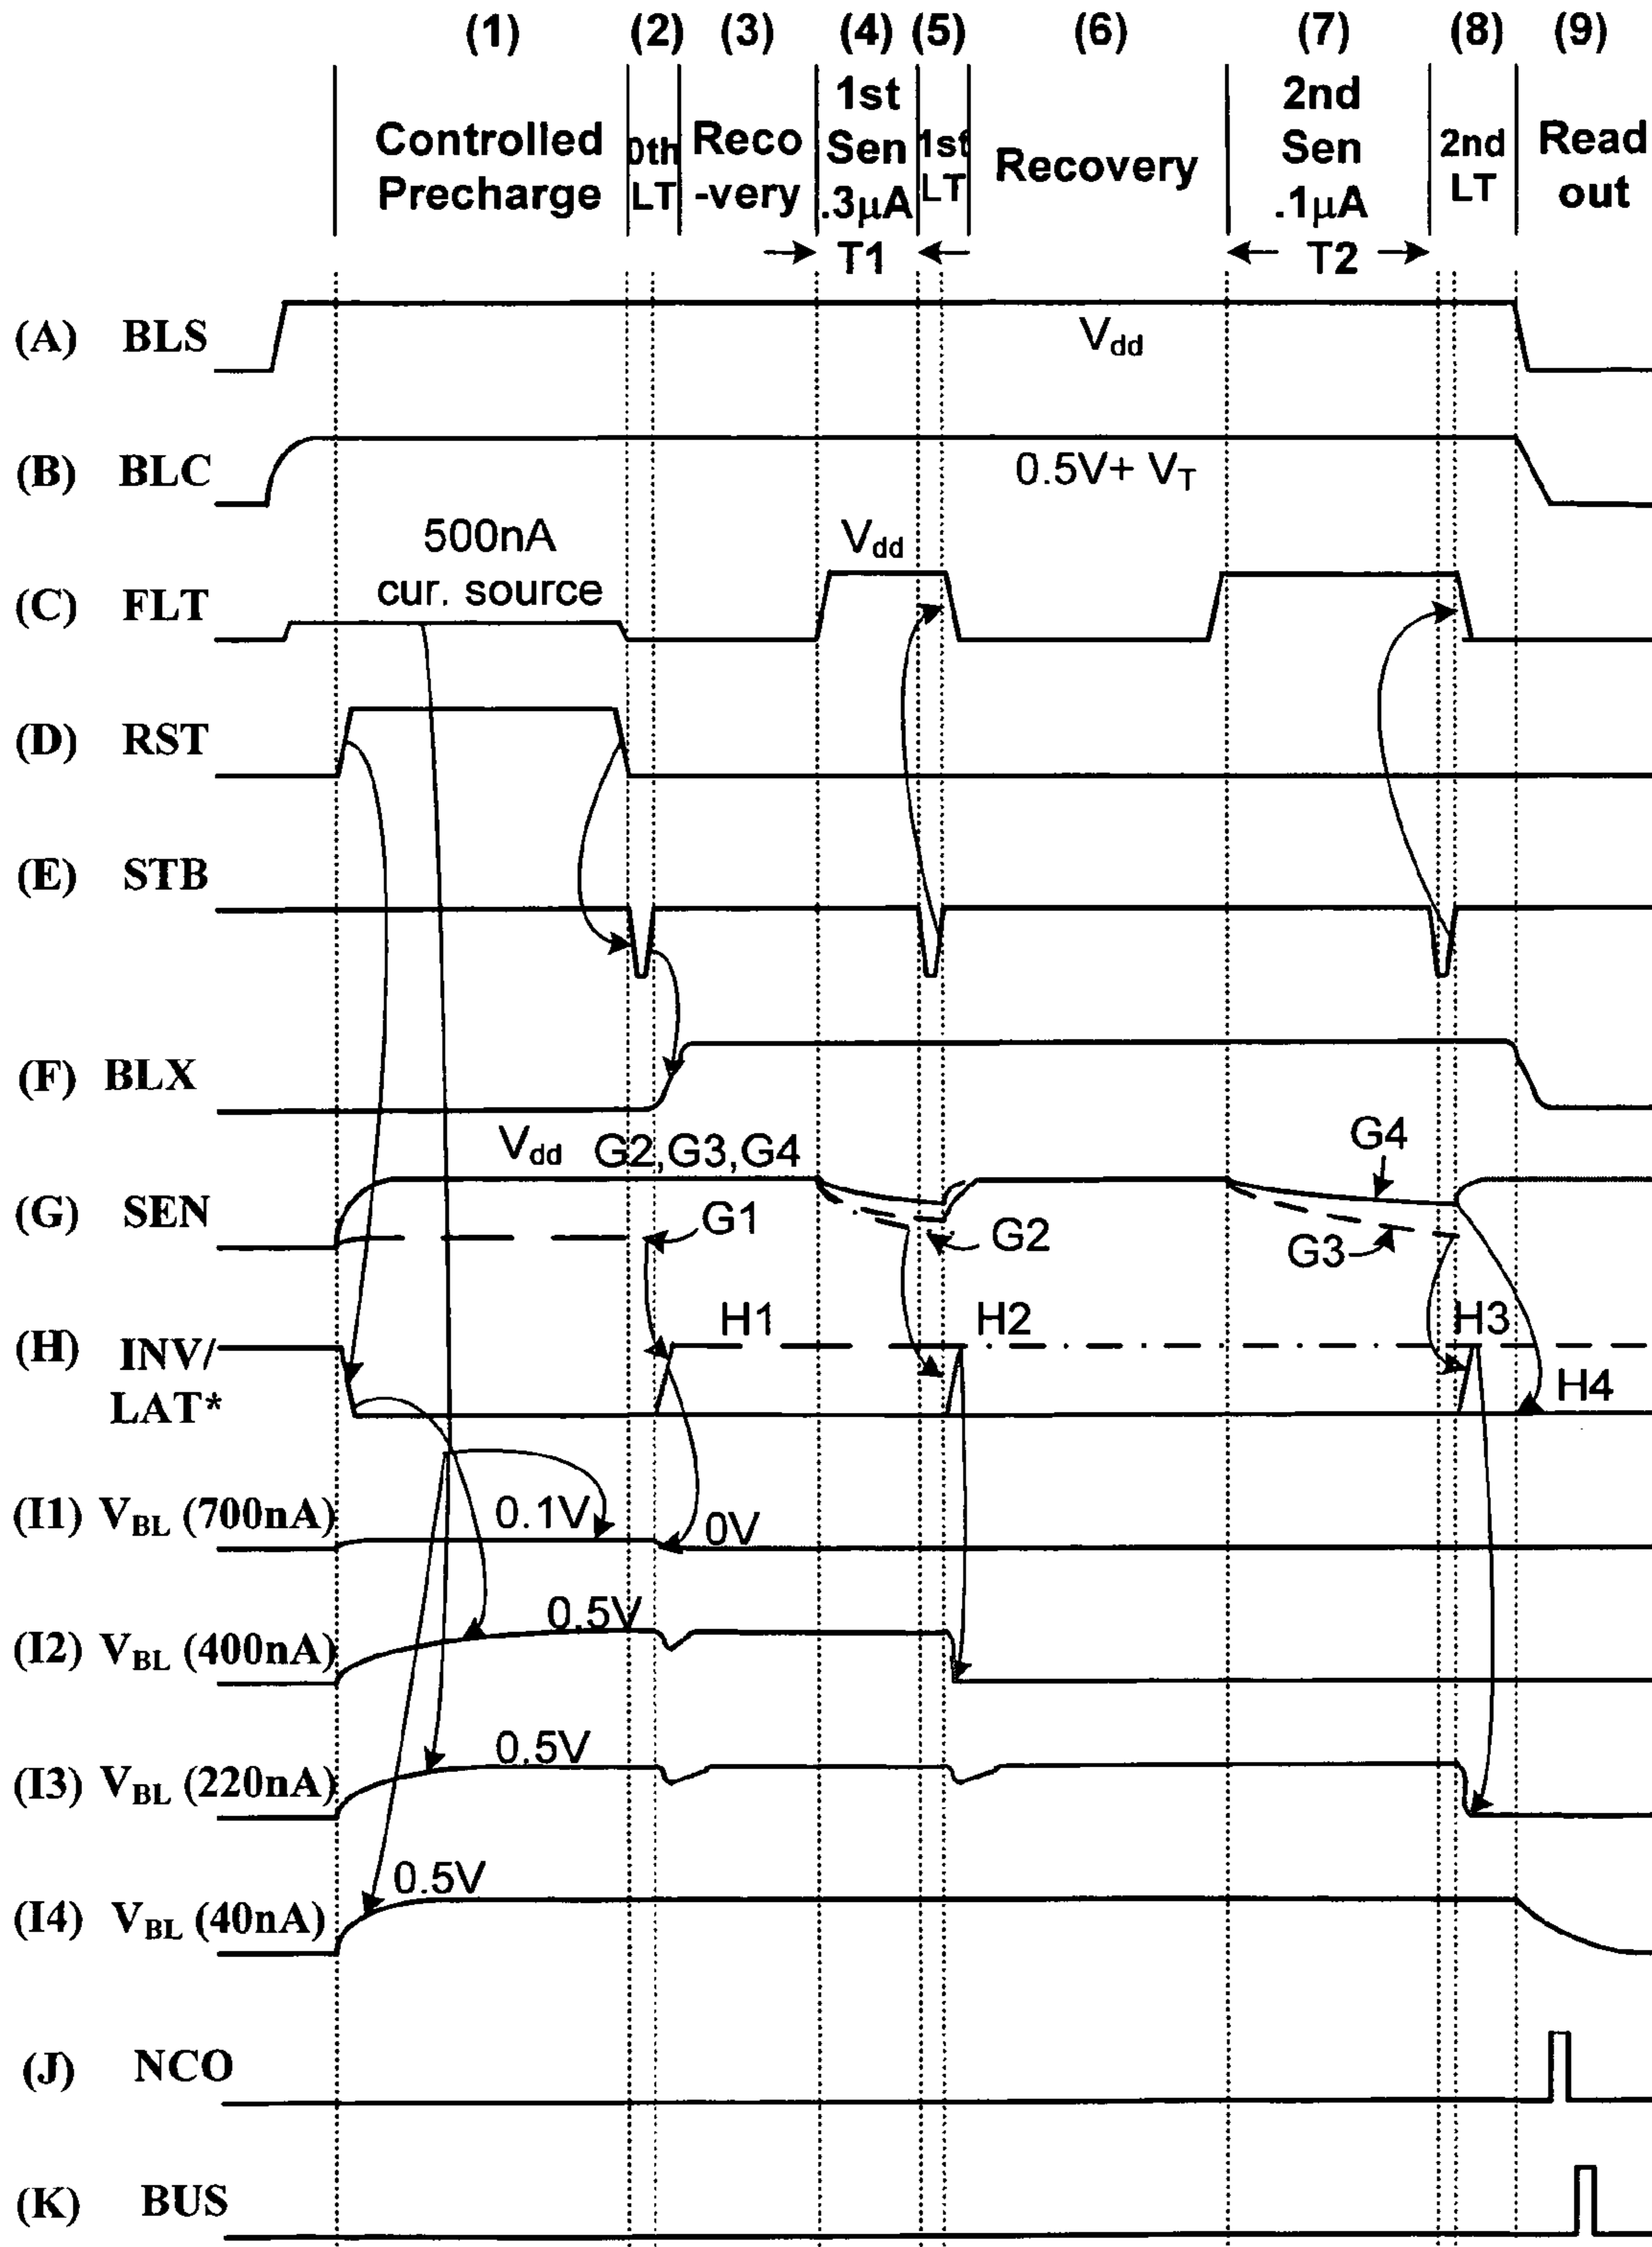 (1) (2) (3) (4) (5) (6) (7) (8) (9)
Controlled
Precharge
0th
LT
Reco
-very
1st
Sen
.3μA
T1
1st
LT
Recovery
2nd
Sen
.1μA
T2
2nd
LT
Read
out
(A) BLS
Vdd
(B) BLC
0.5V+ VT
500nA
cur. source
Vdd
(C) FLT
(D) RST
(E) STB
(F) BLX
Vdd G2,G3,G4
G4
(G) SEN
G1
G2
G3
H1
H2
H3
(H) INV/
LAT*
H4
(I1) VBL (700nA)
0.1V
0V
(I2) VBL (400nA)
0.5V
(I3) VBL (220nA)
0.5V
(I4) VBL (40nA)
0.5V
(J) NCO
(K) BUS